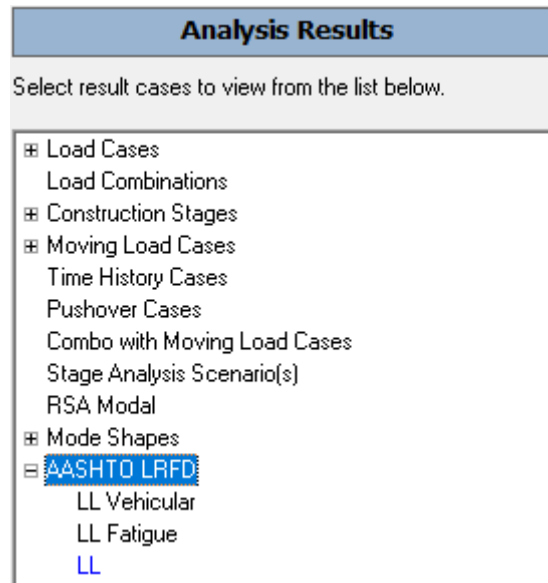 Analysis Results
Select result cases to view from the list below.
Load Cases
Load Combinations
Construction Stages
Moving Load Cases
Time History Cases
Pushover Cases
Combo with Moving Load Cases
Stage Analysis Scenario(s)
RSA Modal
Mode Shapes
AASHTO LRFD
LL Vehicular
LL Fatigue
LL